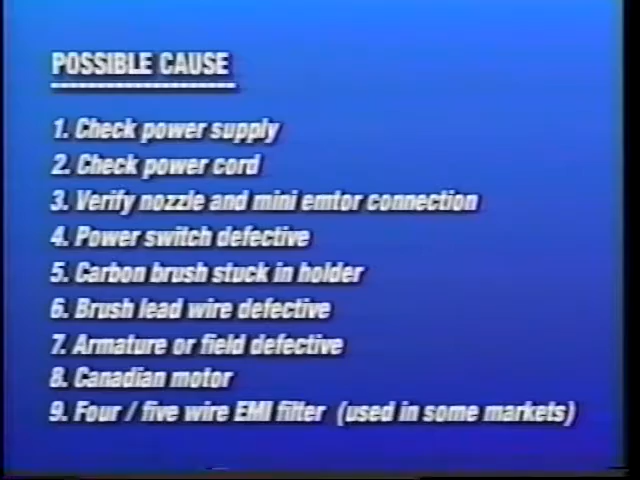 POSSIBLE CAUSE
1. Check power supply
2. Check power cord
3. Verify nozzle and mini emtor connection
4. Power switch defective
5. Carbon brush stuck in holder
6. Brush lead wire defective
7. Armature or field defective
8. Canadian motor
9. Four / five wire EMI filter (used in some markets)